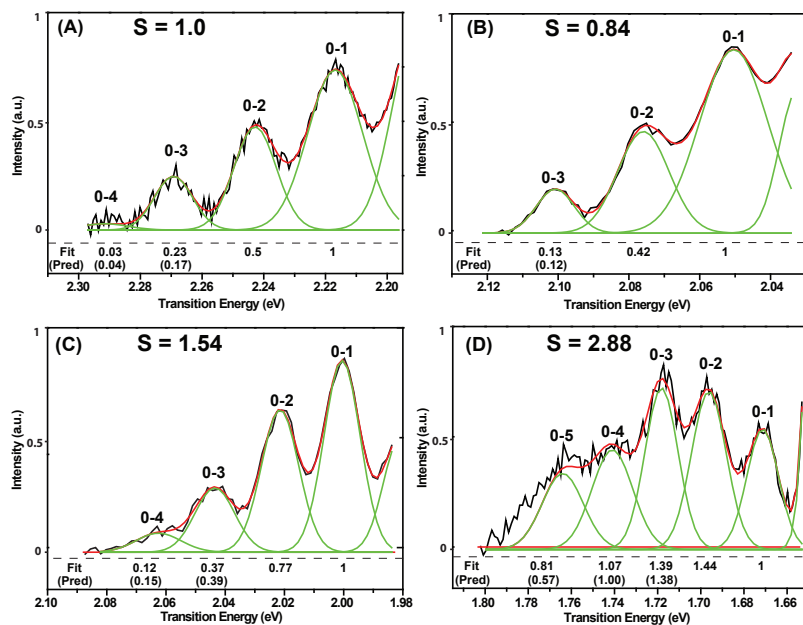 (A)
S = 1.0
1
0.5
0
Intensity (a.u.)
0-4
0-3
0-2
0-1
Fit 0.03 0.23 0.5 1
(Pred) (0.04) (0.17)
2.30 2.28 2.26 2.24 2.22 2.20
Transition Energy (eV)
(B)
S = 0.84
1
0.5
0
Intensity (a.u.)
0-3
0-2
0-1
Fit 0.13 0.42 1
(Pred) (0.12)
2.12 2.10 2.08 2.06 2.04
Transition Energy (eV)
(C)
S = 1.54
1
0.5
0
Intensity (a.u.)
0-4
0-3
0-2
0-1
Fit 0.12 0.37 0.77 1
(Pred) (0.15) (0.39)
2.10 2.08 2.06 2.04 2.02 2.00 1.98
Transition Energy (eV)
(D)
S = 2.88
1
0.5
0
Intensity (a.u.)
0-5
0-4
0-3
0-2
0-1
Fit 0.81 1.07 1.39 1.44 1
(Pred) (0.57) (1.00) (1.38)
1.80 1.78 1.76 1.74 1.72 1.70 1.68 1.66
Transition Energy (eV)